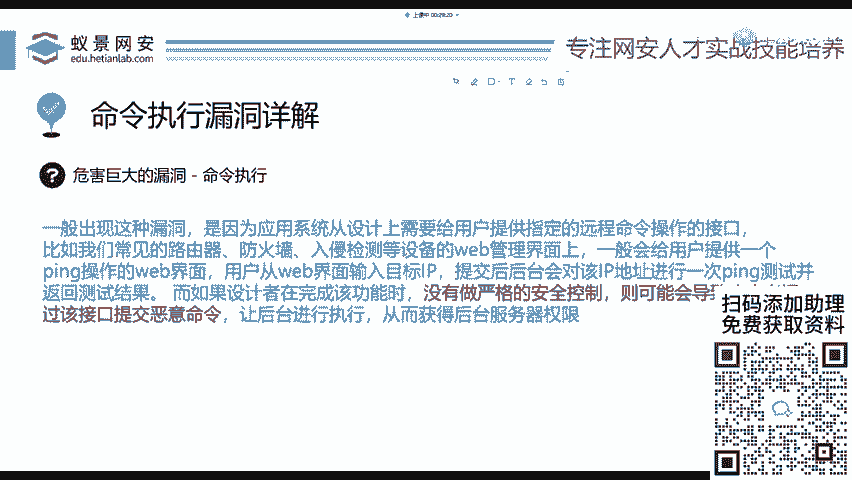 上课中 00:29:20
蚁景网安
edu.hetianlab.com
专注网安人才实战技能培养
命令执行漏洞详解
危害巨大的漏洞 - 命令执行
一般出现这种漏洞，是因为应用系统从设计上需要给用户提供指定的远程命令操作的接口，
比如我们常见的路由器、防火墙、入侵检测等设备的web管理界面上，一般会给用户提供一个
ping操作的web界面，用户从web界面输入目标IP，提交后后台会对该IP地址进行一次ping测试并
返回测试结果。 而如果设计者在完成该功能时，没有做严格的安全控制，则可能会导
过该接口提交恶意命令，让后台进行执行，从而获得后台服务器权限
扫码添加助理
免费获取资料